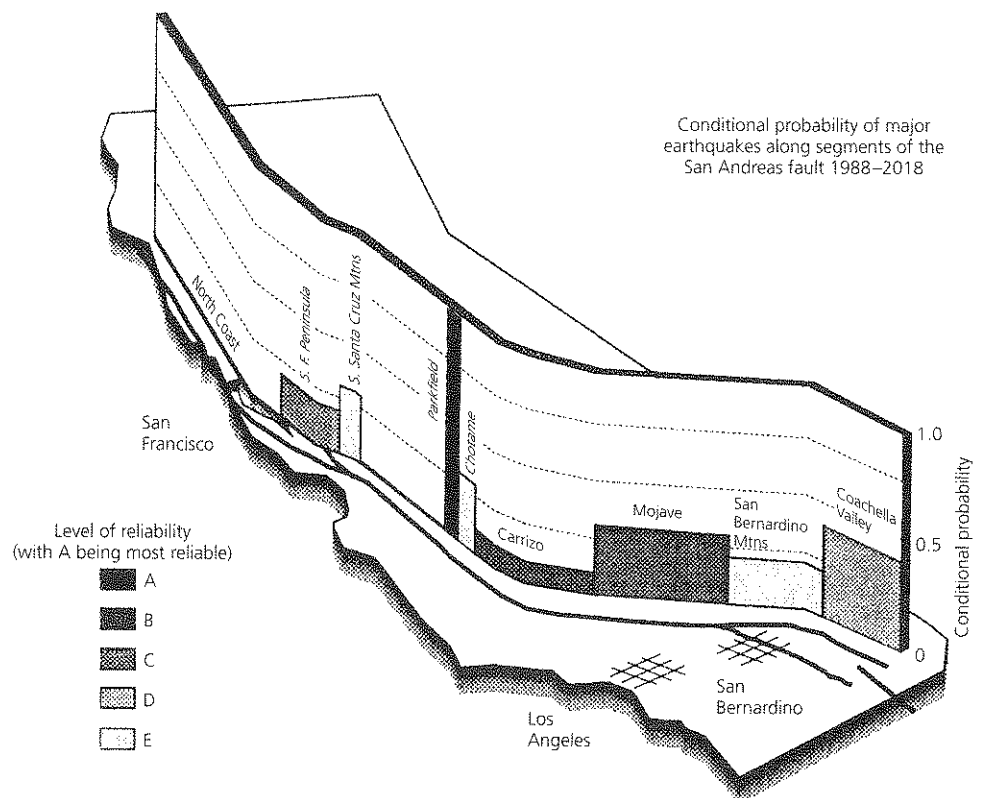 Conditional probability of major
earthquakes along segments of the
San Andreas fault 1988–2018
North Coast
S. F. Peninsula
S. Santa Cruz Mtns
Parkfield
Cholame
Carrizo
Mojave
San
Bernardino
Mtns
Coachella
Valley
1.0
0.5
0
Conditional probability
San
Francisco
Los
Angeles
San
Bernardino
Level of reliability
(with A being most reliable)
A
B
C
D
E